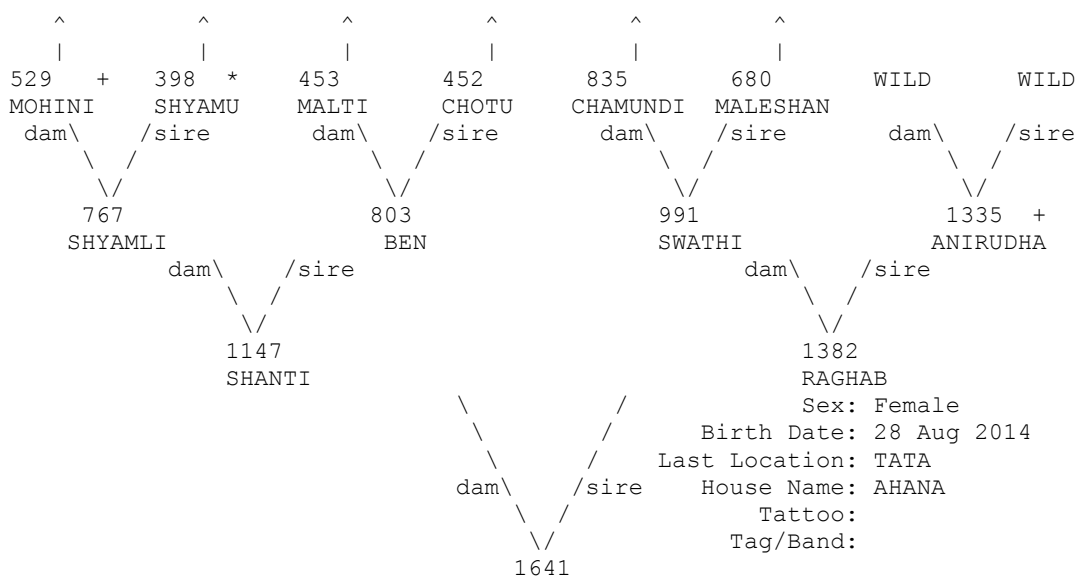 ^ ^ ^ ^ ^ ^
| | | | | |
529 + 398 * 453 452 835 680 WILD WILD
MOHINI SHYAMU MALTI CHOTU CHAMUNDI MALESHAN
dam\ /sire dam\ /sire dam\ /sire dam\ /sire
\ / \ / \ / \ /
\/ \/ \/ \/
767 803 991 1335 +
SHYAMLI BEN SWATHI ANIRUDHA
dam\ /sire dam\ /sire
\ / \ /
\/ \/
1147 1382
SHANTI RAGHAB
\ / Sex: Female
\ / Birth Date: 28 Aug 2014
\ / Last Location: TATA
dam\ /sire House Name: AHANA
\ / Tattoo:
\/ Tag/Band:
1641